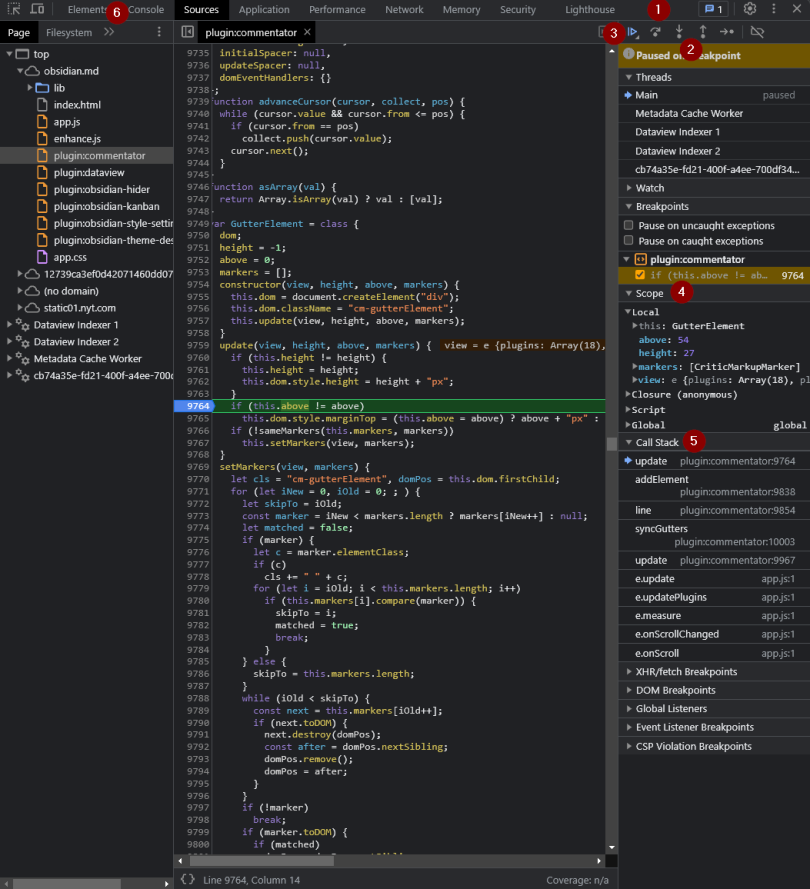 Elements 6 Console Sources Application Performance Network Memory Security Lighthouse 1 1
Page Filesystem
plugin:commentator
3
2
top
obsidian.md
lib
index.html
app.js
enhance.js
plugin:commentator
plugin:dataview
plugin:obsidian-hider
plugin:obsidian-kanban
plugin:obsidian-style-settin
plugin:obsidian-theme-des
app.css
12739ca3ef0d42071460dd07
(no domain)
static01.nyt.com
Dataview Indexer 1
Dataview Indexer 2
Metadata Cache Worker
cb74a35e-fd21-400f-a4ee-700d
9735 initialSpacer: null,
9736 updateSpacer: null,
9737 domEventHandlers: {}
9738 ;
9739 unction advanceCursor(cursor, collect, pos) {
9740 while (cursor.value && cursor.from <= pos) {
9741 if (cursor.from == pos)
9742 collect.push(cursor.value);
9743 cursor.next();
9744 }
9745
9746 unction asArray(val) {
9747 return Array.isArray(val) ? val : [val];
9748
9749 ar GutterElement = class {
9750 dom;
9751 height = -1;
9752 above = 0;
9753 markers = [];
9754 constructor(view, height, above, markers) {
9755 this.dom = document.createElement("div");
9756 this.dom.className = "cm-gutterElement";
9757 this.update(view, height, above, markers);
9758 }
9759 update(view, height, above, markers) { view = e {plugins: Array(18),
9760 if (this.height != height) {
9761 this.height = height;
9762 this.dom.style.height = height + "px";
9763 }
9764 if (this.above != above)
9765 this.dom.style.marginTop = (this.above = above) ? above + "px" :
9766 if (!sameMarkers(this.markers, markers))
9767 this.setMarkers(view, markers);
9768 }
9769 setMarkers(view, markers) {
9770 let cls = "cm-gutterElement", domPos = this.dom.firstChild;
9771 for (let iNew = 0, iOld = 0; ; ) {
9772 let skipTo = iOld;
9773 const marker = iNew < markers.length ? markers[iNew++] : null;
9774 let matched = false;
9775 if (marker) {
9776 let c = marker.elementClass;
9777 if (c)
9778 cls += " " + c;
9779 for (let i = iOld; i < this.markers.length; i++)
9780 if (this.markers[i].compare(marker)) {
9781 skipTo = i;
9782 matched = true;
9783 break;
9784 }
9785 } else {
9786 skipTo = this.markers.length;
9787 }
9788 while (iOld < skipTo) {
9789 const next = this.markers[iOld++];
9790 if (next.toDOM) {
9791 next.destroy(domPos);
9792 const after = domPos.nextSibling;
9793 domPos.remove();
9794 domPos = after;
9795 }
9796 }
9797 if (!marker)
9798 break;
9799 if (marker.toDOM) {
9800 if (matched)
{} Line 9764, Column 14 Coverage: n/a
Paused on breakpoint
Threads
Main paused
Metadata Cache Worker
Dataview Indexer 1
Dataview Indexer 2
cb74a35e-fd21-400f-a4ee-700df34...
Watch
Breakpoints
Pause on uncaught exceptions
Pause on caught exceptions
plugin:commentator
if (this.above != ab… 9764
Scope 4
Local
this: GutterElement
above: 54
height: 27
markers: [CriticMarkupMarker]
view: e {plugins: Array(18), pl
Closure (anonymous)
Script
Global global
Call Stack 5
update plugin:commentator:9764
addElement
plugin:commentator:9838
line plugin:commentator:9854
syncGutters
plugin:commentator:10003
update plugin:commentator:9967
e.update app.js:1
e.updatePlugins app.js:1
e.measure app.js:1
e.onScrollChanged app.js:1
e.onScroll app.js:1
XHR/fetch Breakpoints
DOM Breakpoints
Global Listeners
Event Listener Breakpoints
CSP Violation Breakpoints